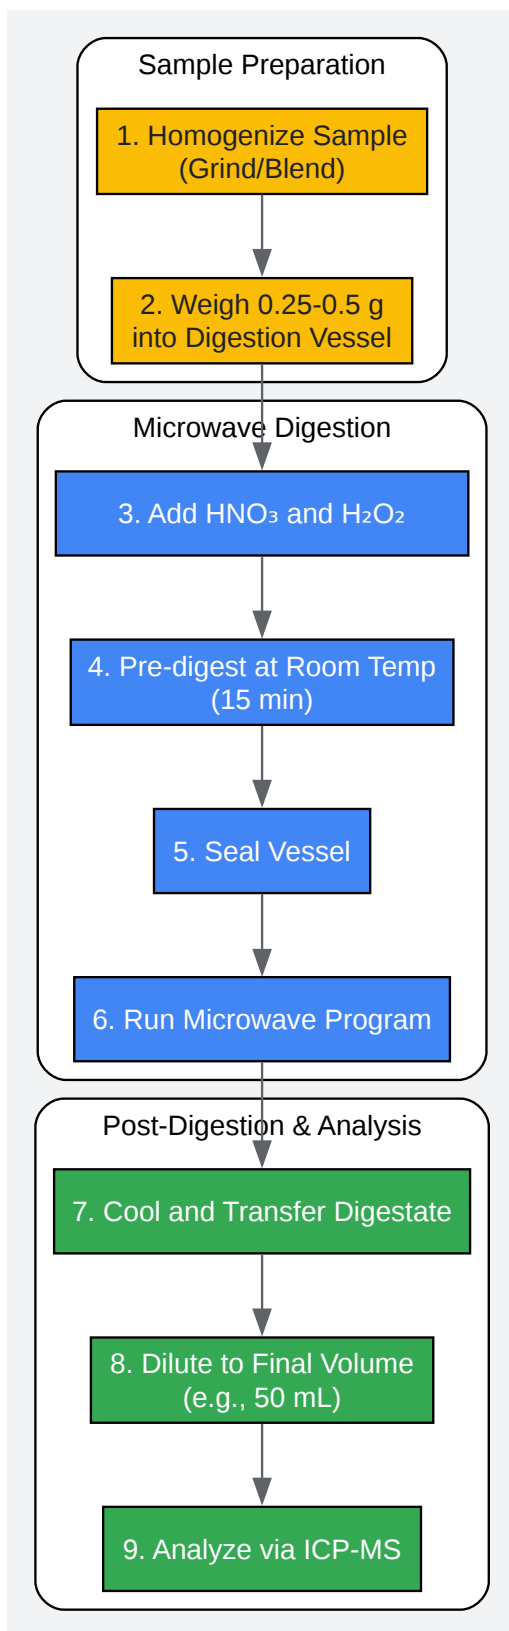 Sample Preparation
1. Homogenize Sample
(Grind/Blend)
2. Weigh 0.25-0.5 g
into Digestion Vessel
Microwave Digestion
3. Add HNO₃ and H₂O₂
4. Pre-digest at Room Temp
(15 min)
5. Seal Vessel
6. Run Microwave Program
Post-Digestion & Analysis
7. Cool and Transfer Digestate
8. Dilute to Final Volume
(e.g., 50 mL)
9. Analyze via ICP-MS